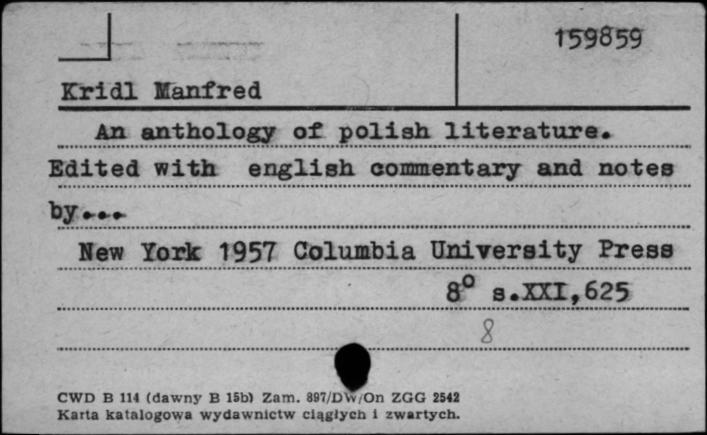 159859
Kridl Manfred
An anthology of polish literature.
Edited with english commentary and notes
by...
New York 1957 Columbia University Press
8° s.XXI,625
8
CWD B 114 (dawny B 15b) Zam. 897/DW/On ZGG 2542
Karta katalogowa wydawnictw ciągłych i zwartych.